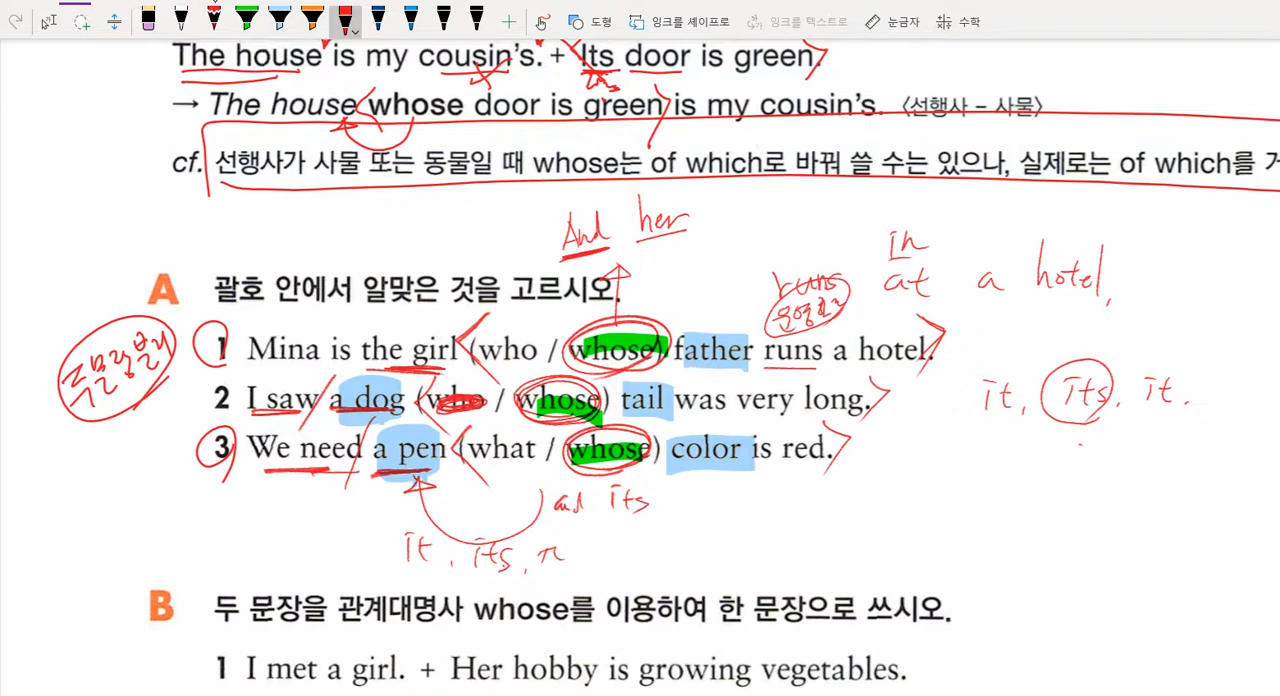 도형 잉크를 셰이프로 잉크를 텍스트로 눈금자 수학
The house is my cousin's. + Its door is green.
→ The house whose door is green is my cousin's. 〈선행사 – 사물〉
cf. 선행사가 사물 또는 동물일 때 whose는 of which로 바꿔 쓸 수는 있으나, 실제로는 of which를 거
And her
in
runs at a hotel,
A 괄호 안에서 알맞은 것을 고르시오.
1 Mina is the girl (who / whose) father runs a hotel.
2 I saw a dog (who / whose) tail was very long.
it, its, it.
3 We need a pen (what / whose) color is red.
and its
it, its,
B 두 문장을 관계대명사 whose를 이용하여 한 문장으로 쓰시오.
1 I met a girl. + Her hobby is growing vegetables.